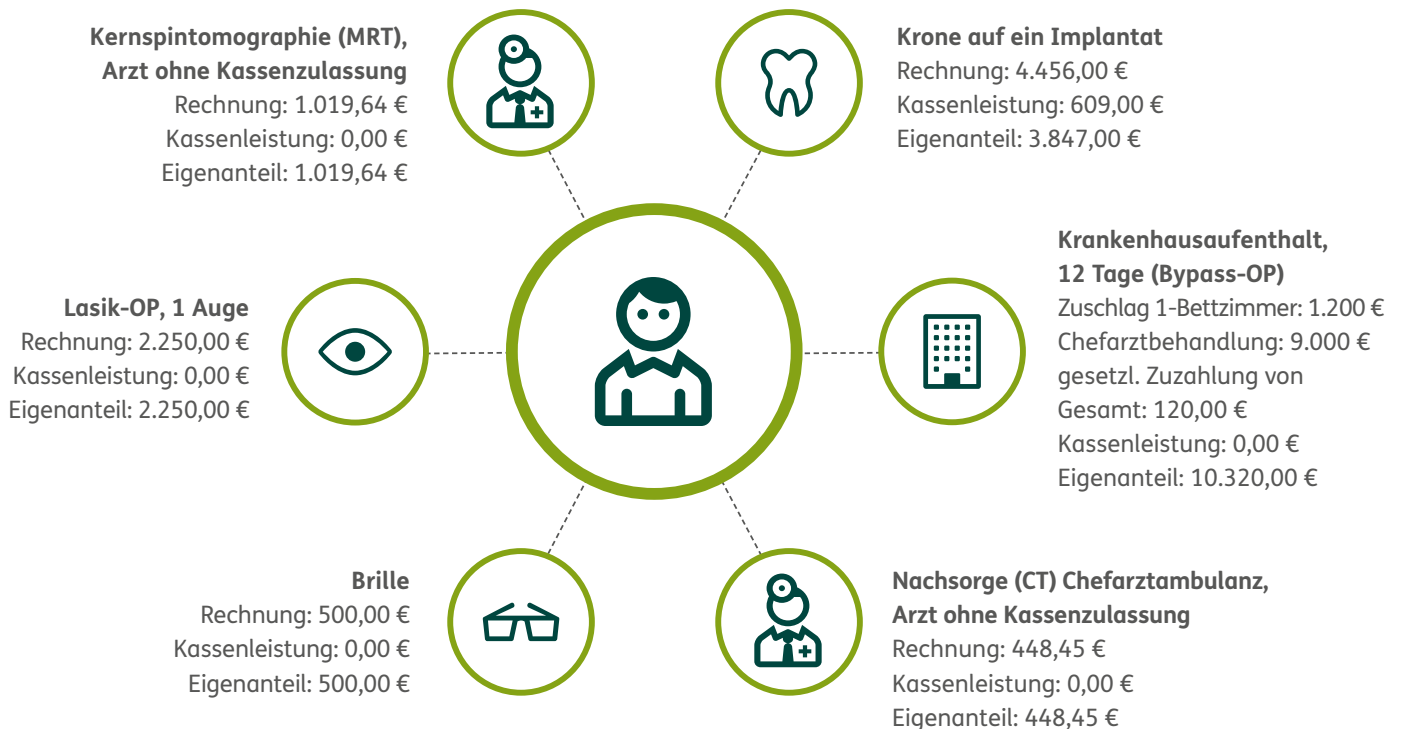 Kernspintomographie (MRT),
Arzt ohne Kassenzulassung
Rechnung: 1.019,64 €
Kassenleistung: 0,00 €
Eigenanteil: 1.019,64 €
Krone auf ein Implantat
Rechnung: 4.456,00 €
Kassenleistung: 609,00 €
Eigenanteil: 3.847,00 €
Lasik-OP, 1 Auge
Rechnung: 2.250,00 €
Kassenleistung: 0,00 €
Eigenanteil: 2.250,00 €
Krankenhausaufenthalt,
12 Tage (Bypass-OP)
Zuschlag 1-Bettzimmer: 1.200 €
Chefarztbehandlung: 9.000 €
gesetzl. Zuzahlung von
Gesamt: 120,00 €
Kassenleistung: 0,00 €
Eigenanteil: 10.320,00 €
Brille
Rechnung: 500,00 €
Kassenleistung: 0,00 €
Eigenanteil: 500,00 €
Nachsorge (CT) Chefarztambulanz,
Arzt ohne Kassenzulassung
Rechnung: 448,45 €
Kassenleistung: 0,00 €
Eigenanteil: 448,45 €